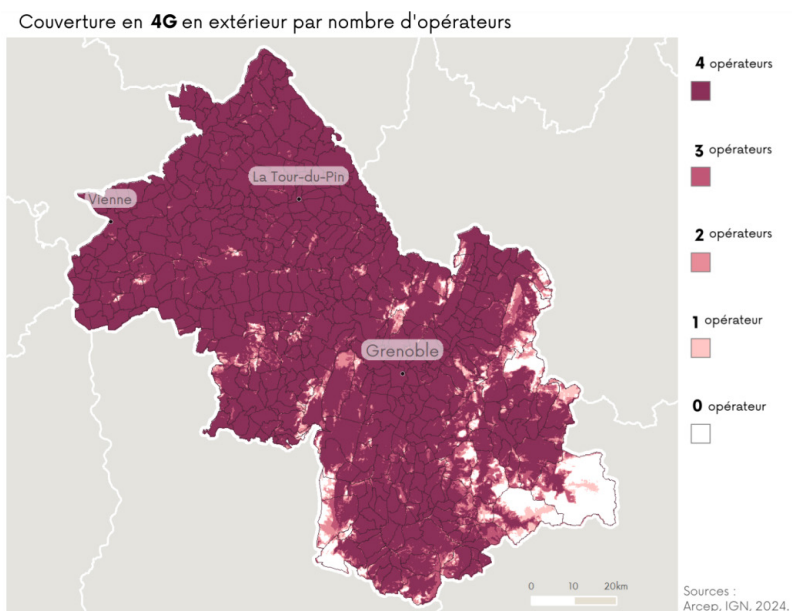 Couverture en 4G en extérieur par nombre d'opérateurs
4 opérateurs
3 opérateurs
2 opérateurs
1 opérateur
0 opérateur
La Tour-du-Pin
Vienne
Grenoble
0 10 20km
Sources :
Arcep, IGN, 2024.